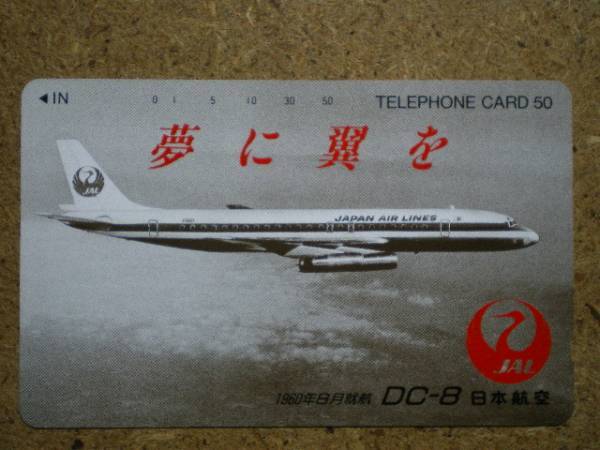 ◀IN
0 1 5 10 30 50
TELEPHONE CARD 50
夢に翼を
JAPAN AIR LINES
JAL
JAL
1960年8月就航 DC-8 日本航空